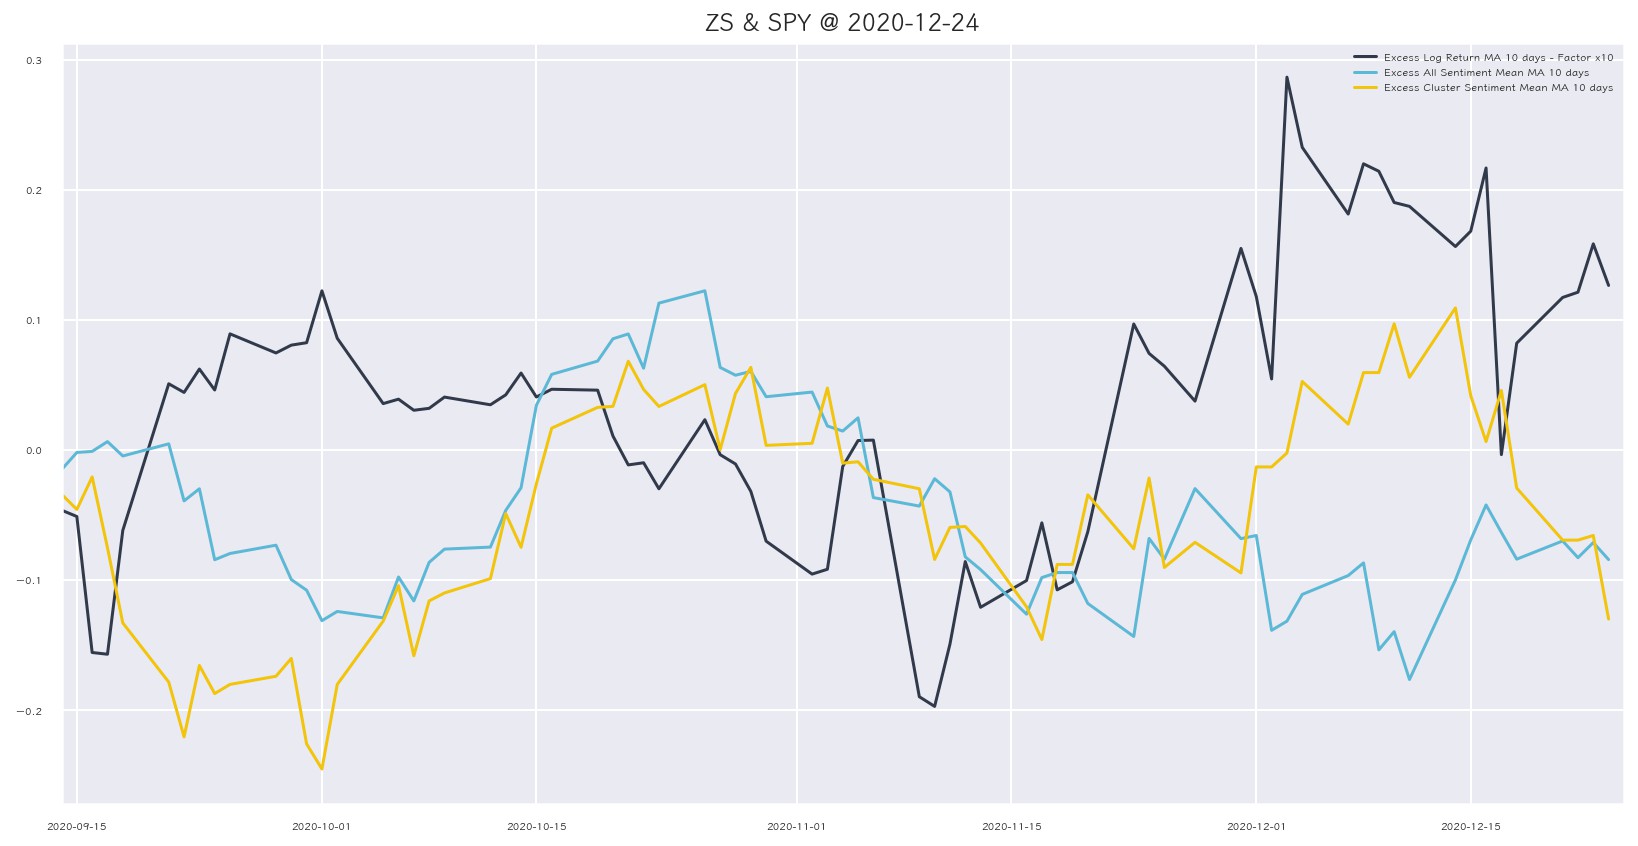 ZS & SPY @ 2020-12-24
Excess Log Return MA 10 days - Factor x10
Excess All Sentiment Mean MA 10 days
Excess Cluster Sentiment Mean MA 10 days
0.3
0.2
0.1
0.0
−0.1
−0.2
2020-09-15 2020-10-01 2020-10-15 2020-11-01 2020-11-15 2020-12-01 2020-12-15